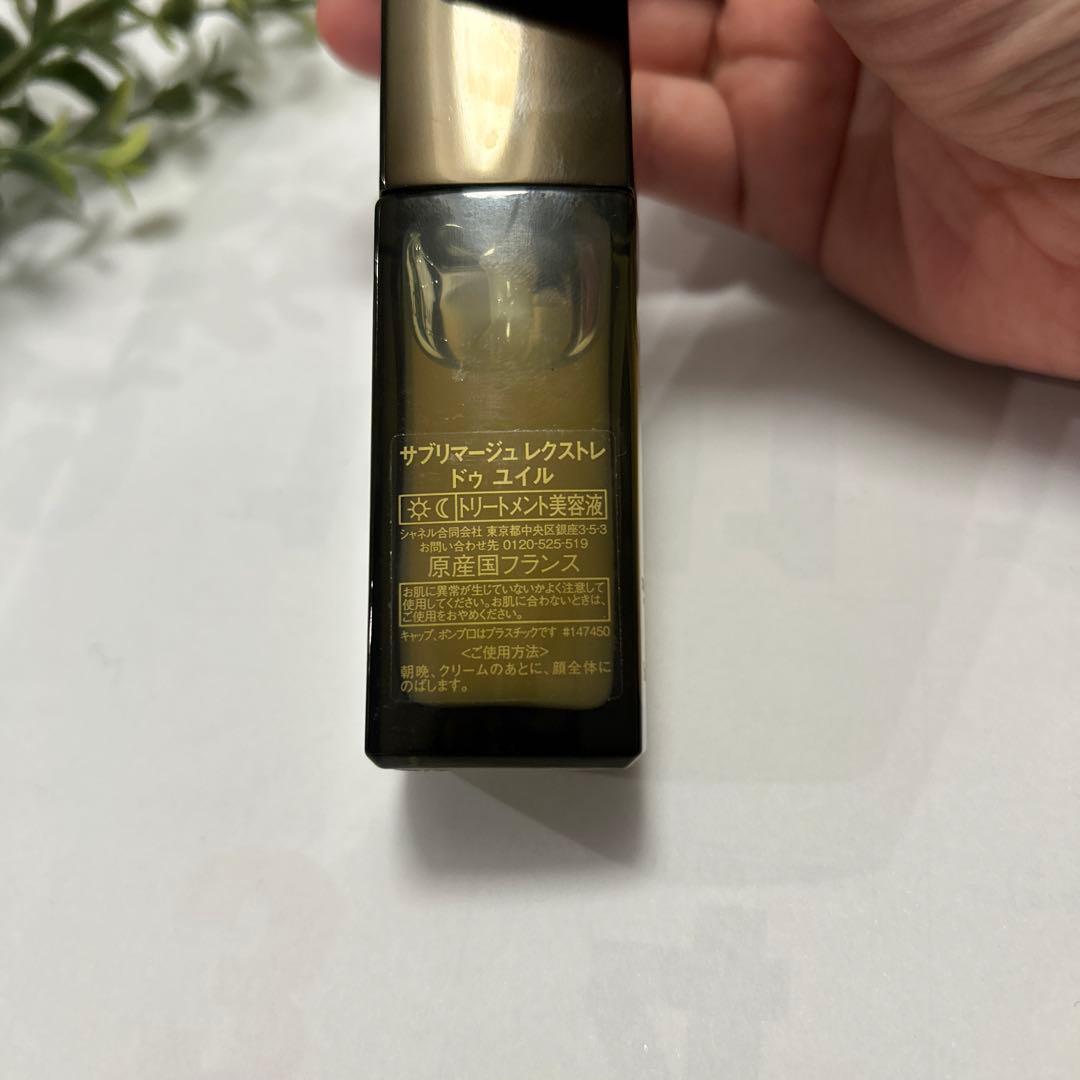 サブリマージュ レクストレ
ドゥ ユイル
トリートメント美容液
シャネル合同会社 東京都中央区銀座3-5-3
お問い合わせ先 0120-525-519
原産国フランス
お肌に異常が生じていないかよく注意して
使用してください。お肌に合わないときは、
ご使用をおやめください。
キャップ、ポンプロはプラスチックです #147450
<ご使用方法>
朝晩、クリームのあとに、顔全体に
のばします。